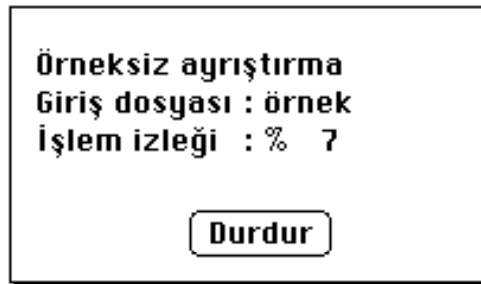 Örneksiz ayrıştırma
Giriş dosyası : örnek
İşlem izleği : % 7
Durdur